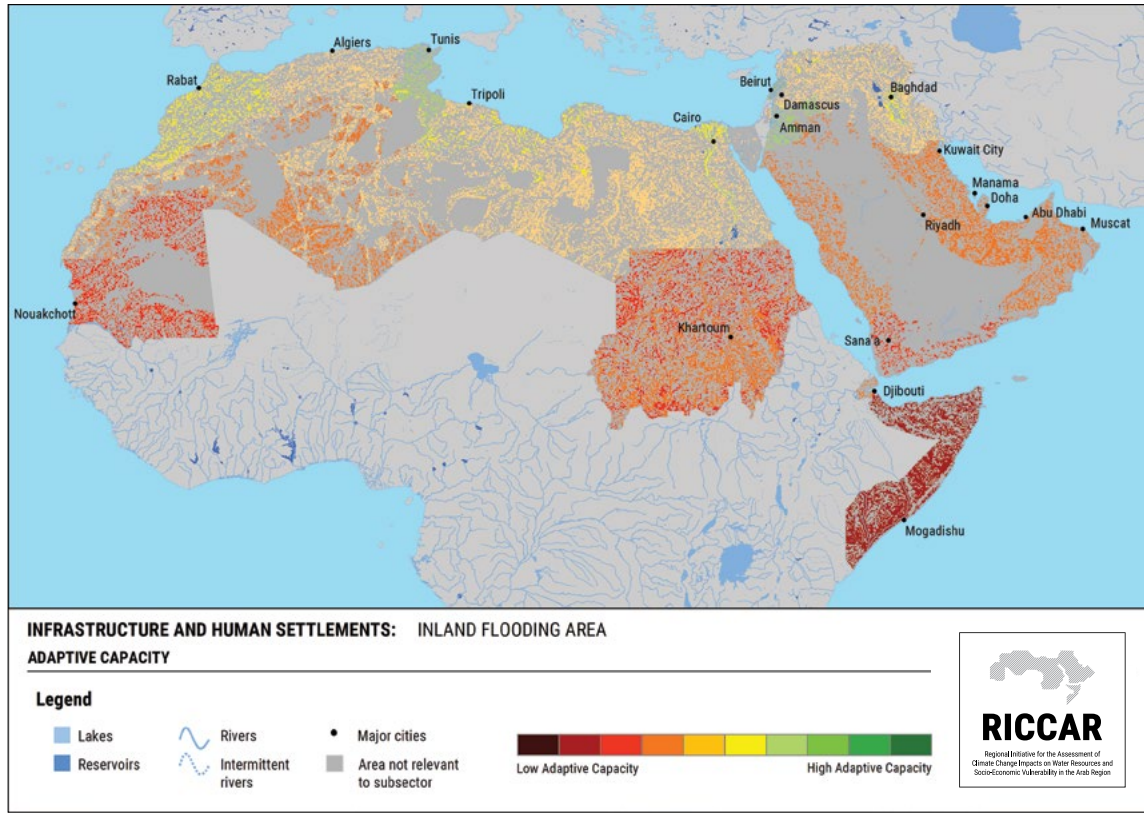 Algiers
Tunis
Rabat
Tripoli
Beirut
Baghdad
Damascus
Cairo
Amman
Kuwait City
Manama
Doha
Abu Dhabi
Riyadh
Muscat
Nouakchott
Khartoum
Sana'a
Djibouti
Mogadishu
INFRASTRUCTURE AND HUMAN SETTLEMENTS: INLAND FLOODING AREA
ADAPTIVE CAPACITY
Legend
Lakes
Reservoirs
Rivers
Intermittent
rivers
Major cities
Area not relevant
to subsector
Low Adaptive Capacity
High Adaptive Capacity
RICCAR
Regional Initiative for the Assessment of
Climate Change Impacts on Water Resources and
Socio-Economic Vulnerability in the Arab Region